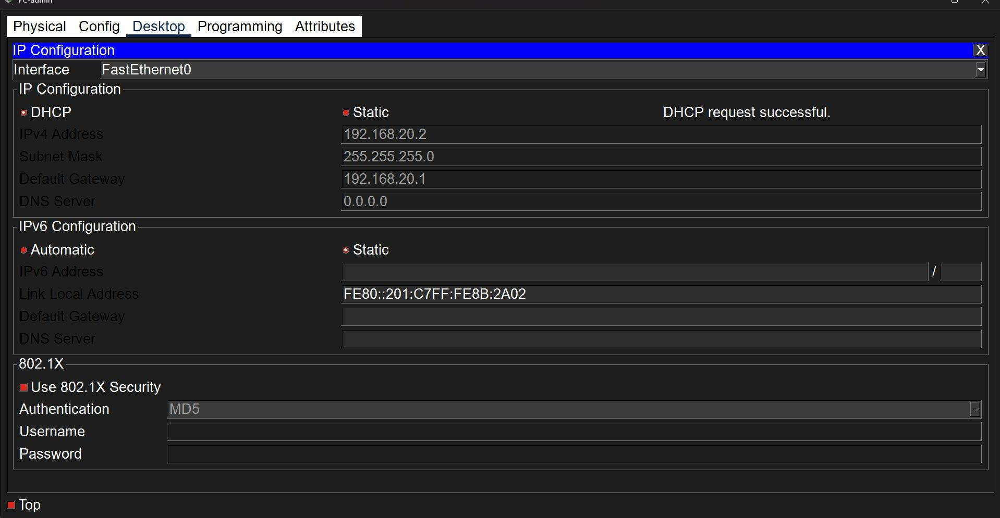 PC-admin
Physical Config Desktop Programming Attributes
IP Configuration X
Interface FastEthernet0
IP Configuration
DHCP Static DHCP request successful.
IPv4 Address 192.168.20.2
Subnet Mask 255.255.255.0
Default Gateway 192.168.20.1
DNS Server 0.0.0.0
IPv6 Configuration
Automatic Static
IPv6 Address /
Link Local Address FE80::201:C7FF:FE8B:2A02
Default Gateway
DNS Server
802.1X
Use 802.1X Security
Authentication MD5
Username
Password
Top